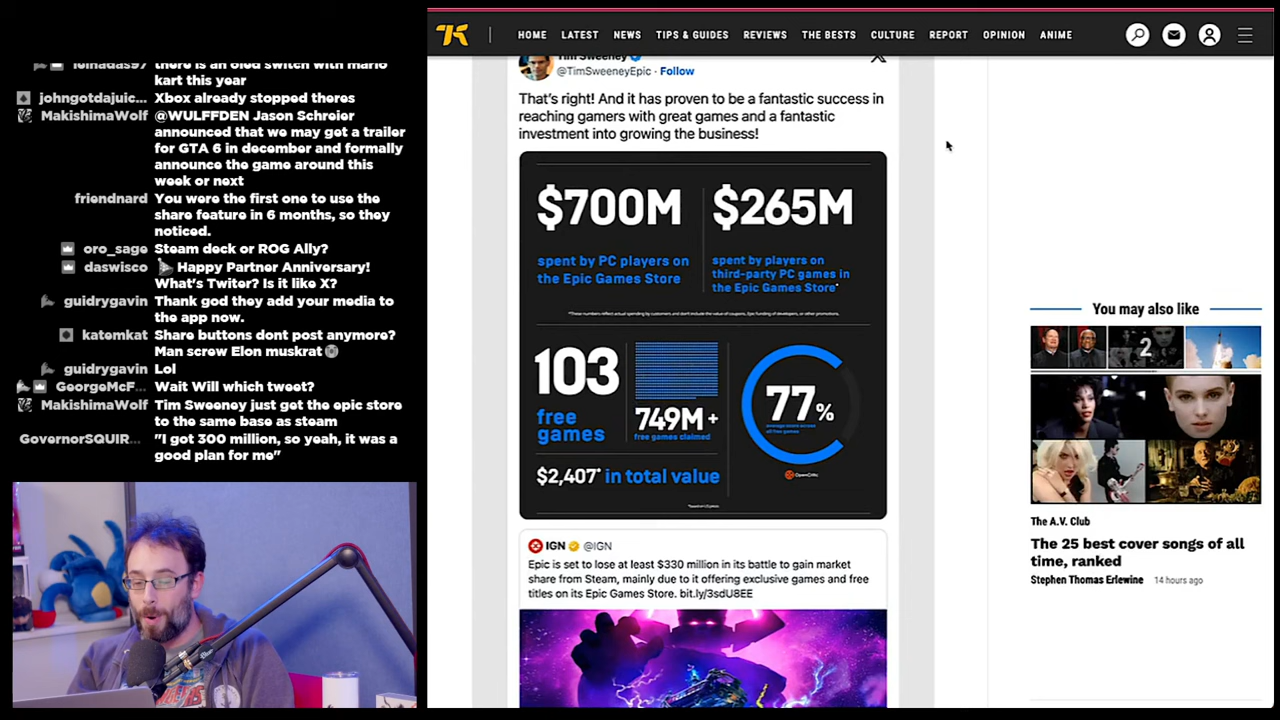 leinadas97 there is an oled switch with mario
kart this year
johngotdajuic... Xbox already stopped theres
MakishimaWolf @WULFFDEN Jason Schreier
announced that we may get a trailer
for GTA 6 in december and formally
announce the game around this
week or next
friendnard You were the first one to use the
share feature in 6 months, so they
noticed.
oro_sage Steam deck or ROG Ally?
daswisco Happy Partner Anniversary!
What's Twiter? Is it like X?
guidrygavin Thank god they add your media to
the app now.
katemkat Share buttons dont post anymore?
Man screw Elon muskrat
guidrygavin Lol
GeorgeMcF... Wait Will which tweet?
MakishimaWolf Tim Sweeney just get the epic store
to the same base as steam
GovernorQUIR... "I got 300 million, so yeah, it was a
good plan for me"
HOME LATEST NEWS TIPS & GUIDES REVIEWS THE BESTS CULTURE REPORT OPINION ANIME
Tim Sweeney
@TimSweeneyEpic · Follow
That's right! And it has proven to be a fantastic success in
reaching gamers with great games and a fantastic
investment into growing the business!
$700M
spent by PC players on
the Epic Games Store
$265M
spent by players on
third-party PC games in
the Epic Games Store*
*These numbers reflect actual spending by customers and don't include the value of coupons, Epic funding of developers, or other promotions.
103
free
games
749M+
free games claimed
77%
average score across
all free games
OpenCritic
$2,407* in total value
IGN @IGN
Epic is set to lose at least $330 million in its battle to gain market
share from Steam, mainly due to it offering exclusive games and free
titles on its Epic Games Store. bit.ly/3sdU8EE
You may also like
2
The A.V. Club
The 25 best cover songs of all
time, ranked
Stephen Thomas Erlewine 14 hours ago